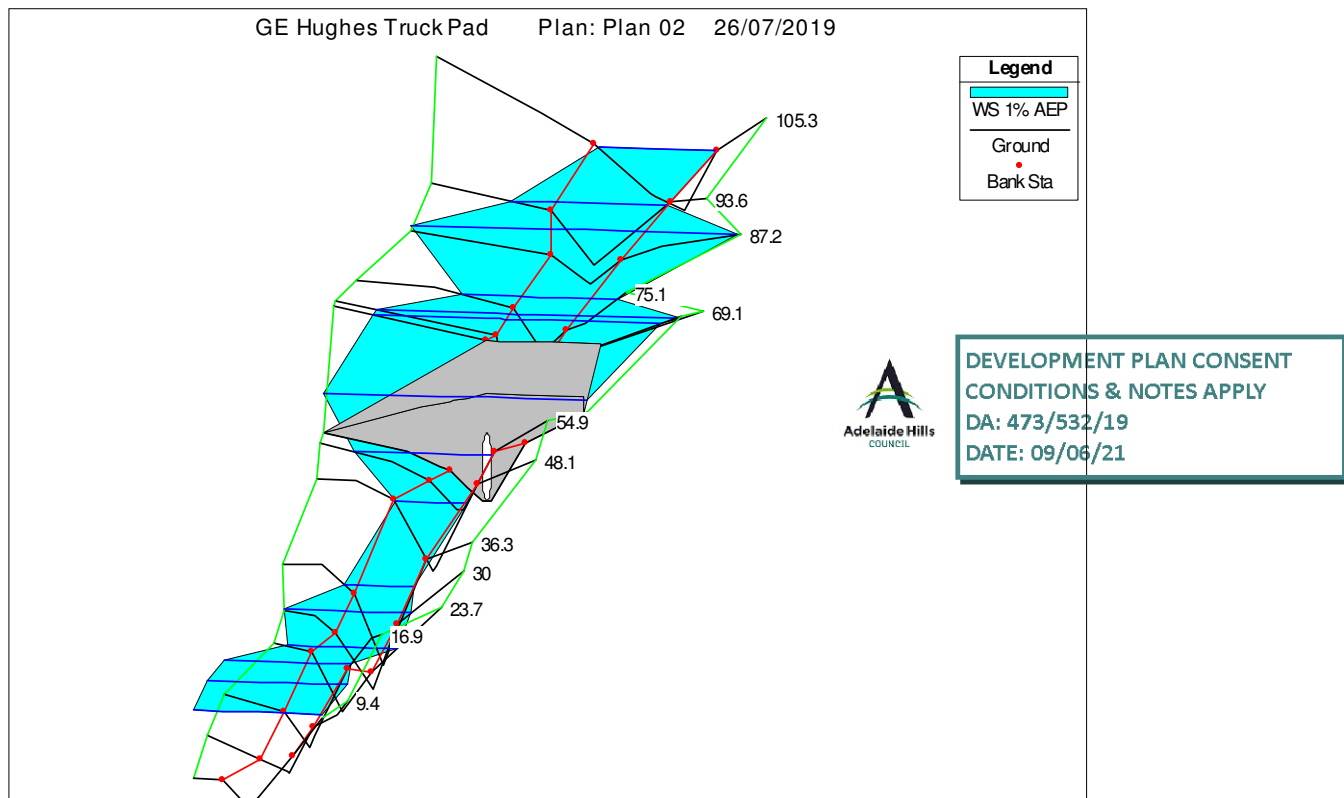 GE Hughes Truck Pad Plan: Plan 02 26/07/2019
Legend
WS 1% AEP
Ground
Bank Sta
105.3
93.6
87.2
75.1
69.1
54.9
48.1
36.3
30
23.7
16.9
9.4
Adelaide Hills
COUNCIL
DEVELOPMENT PLAN CONSENT
CONDITIONS & NOTES APPLY
DA: 473/532/19
DATE: 09/06/21